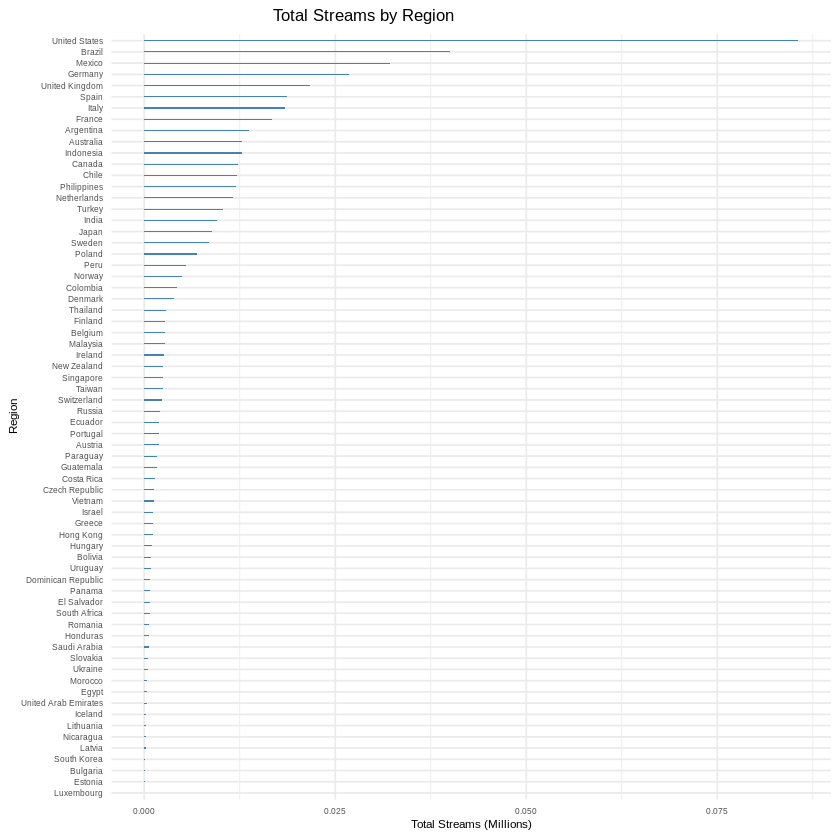 Total Streams by Region
United States
Brazil
Mexico
Germany
United Kingdom
Spain
Italy
France
Argentina
Australia
Indonesia
Canada
Chile
Philippines
Netherlands
Turkey
India
Japan
Sweden
Poland
Peru
Norway
Colombia
Denmark
Thailand
Finland
Belgium
Malaysia
Ireland
New Zealand
Singapore
Taiwan
Switzerland
Russia
Ecuador
Portugal
Austria
Paraguay
Guatemala
Costa Rica
Czech Republic
Vietnam
Israel
Greece
Hong Kong
Hungary
Bolivia
Uruguay
Dominican Republic
Panama
El Salvador
South Africa
Romania
Honduras
Saudi Arabia
Slovakia
Ukraine
Morocco
Egypt
United Arab Emirates
Iceland
Lithuania
Nicaragua
Latvia
South Korea
Bulgaria
Estonia
Luxembourg
Region
0.000 0.025 0.050 0.075
Total Streams (Millions)